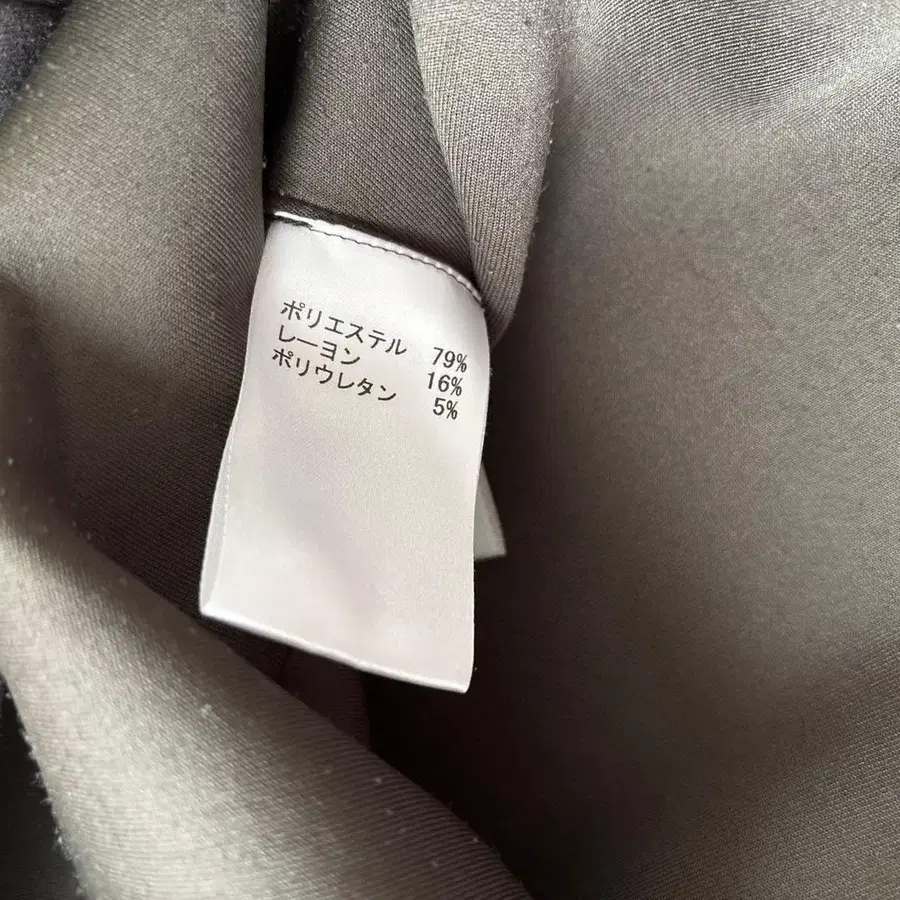 ポリエステル 79%
レーヨン 16%
ポリウレタン 5%